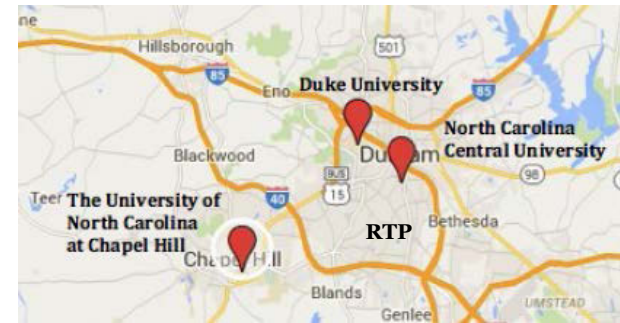 ne
Hillsborough
501
85
Duke University
Eno
85
North Carolina
Central University
Durham
Blackwood
BUS
15
98
Teer
The University of
North Carolina
at Chapel Hill
40
RTP
Bethesda
Chapel Hill
Blands
Genlee
UMSTEAD